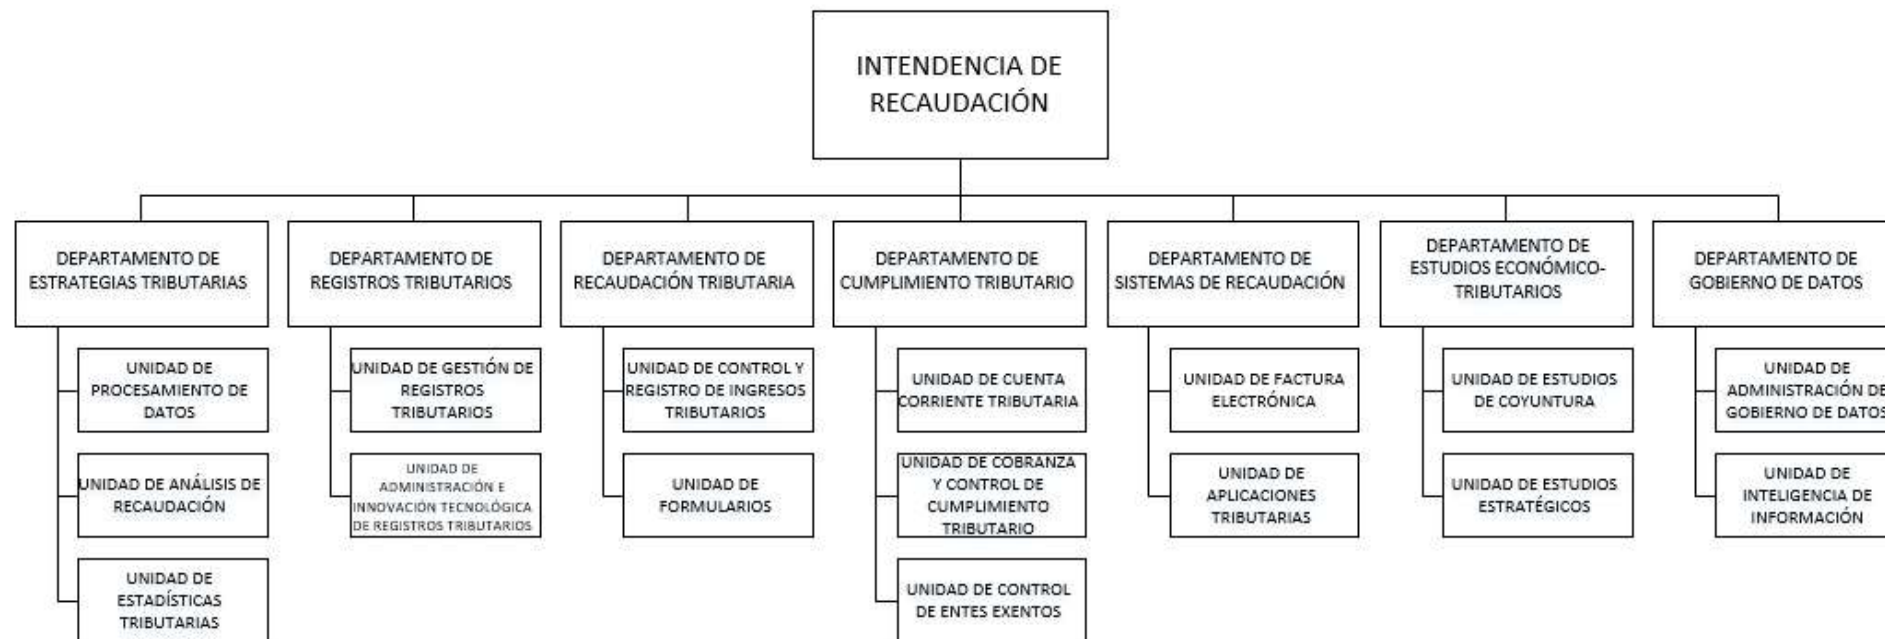 INTENDENCIA DE
RECAUDACIÓN
DEPARTAMENTO DE
ESTRATEGIAS TRIBUTARIAS
DEPARTAMENTO DE
REGISTROS TRIBUTARIOS
DEPARTAMENTO DE
RECAUDACIÓN TRIBUTARIA
DEPARTAMENTO DE
CUMPLIMIENTO TRIBUTARIO
DEPARTAMENTO DE
SISTEMAS DE RECAUDACIÓN
DEPARTAMENTO DE
ESTUDIOS ECONÓMICO-
TRIBUTARIOS
DEPARTAMENTO DE
GOBIERNO DE DATOS
UNIDAD DE
PROCESAMIENTO DE
DATOS
UNIDAD DE GESTIÓN DE
REGISTROS
TRIBUTARIOS
UNIDAD DE CONTROL Y
REGISTRO DE INGRESOS
TRIBUTARIOS
UNIDAD DE CUENTA
CORRIENTE TRIBUTARIA
UNIDAD DE FACTURA
ELECTRÓNICA
UNIDAD DE ESTUDIOS
DE COYUNTURA
UNIDAD DE
ADMINISTRACIÓN DE
GOBIERNO DE DATOS
UNIDAD DE ANÁLISIS DE
RECAUDACIÓN
UNIDAD DE
ADMINISTRACIÓN E
INNOVACIÓN TECNOLÓGICA
DE REGISTROS TRIBUTARIOS
UNIDAD DE
FORMULARIOS
UNIDAD DE COBRANZA
Y CONTROL DE
CUMPLIMIENTO
TRIBUTARIO
UNIDAD DE
APLICACIONES
TRIBUTARIAS
UNIDAD DE ESTUDIOS
ESTRATÉGICOS
UNIDAD DE
INTELIGENCIA DE
INFORMACIÓN
UNIDAD DE
ESTADÍSTICAS
TRIBUTARIAS
UNIDAD DE CONTROL
DE ENTES EXENTOS